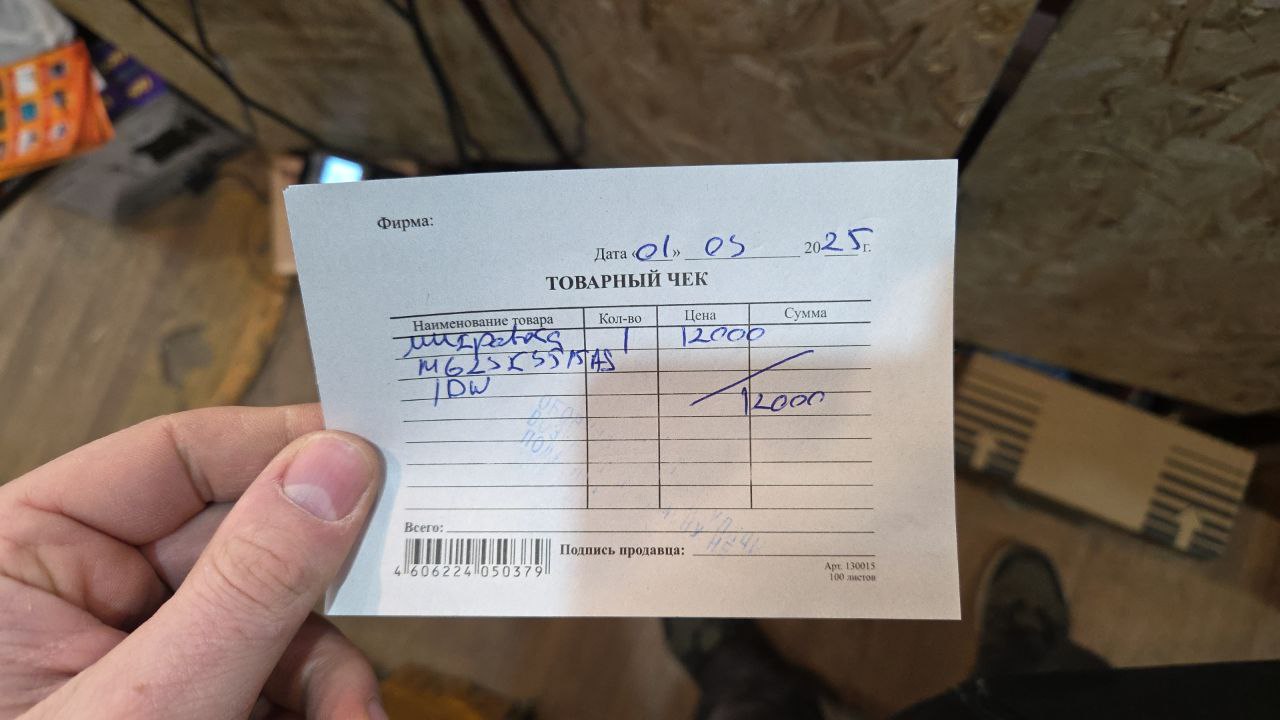 Фирма:
Дата «01» 05 2025 г.
ТОВАРНЫЙ ЧЕК
Наименование товара Кол-во Цена Сумма
1 12000
1DW
12000
Всего:
Подпись продавца:
4 606224 050379
Арт. 130015
100 листов